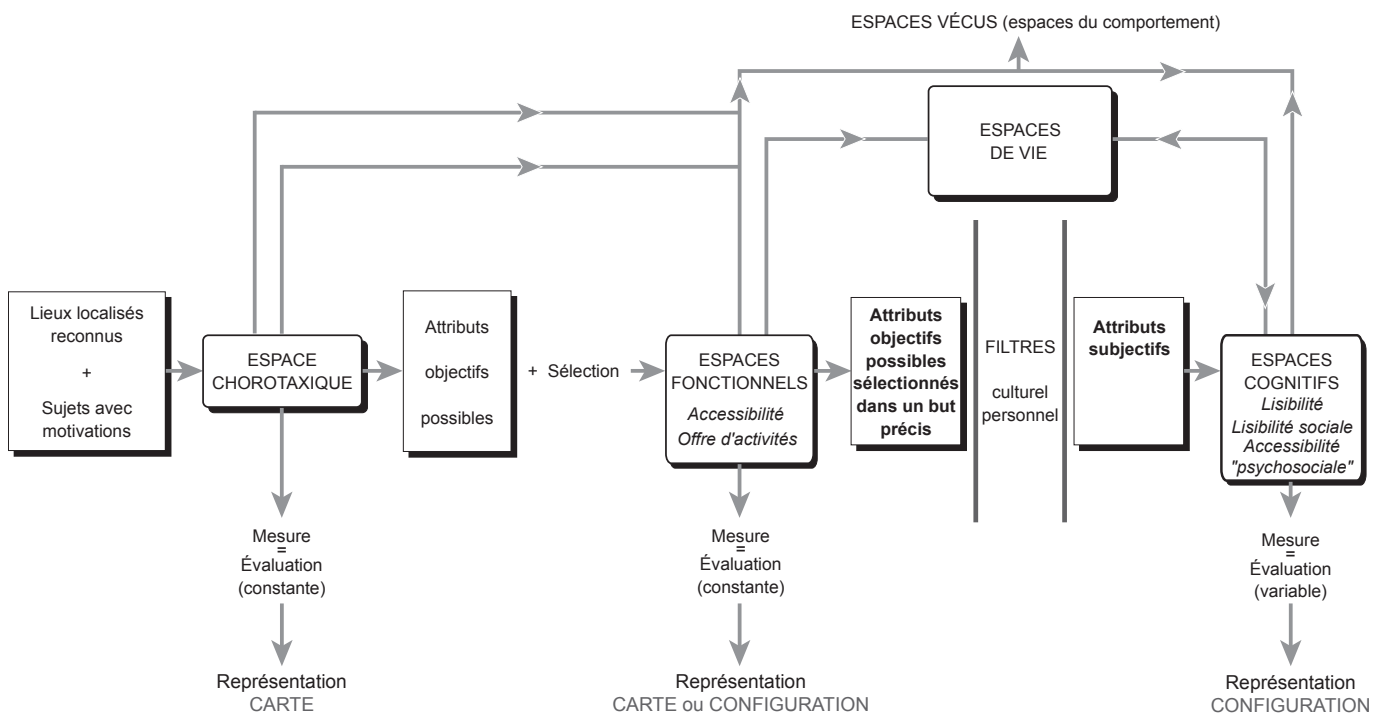 ESPACES VÉCUS (espaces du comportement)
ESPACES
DE VIE
Lieux localisés
reconnus
+
Sujets avec
motivations
ESPACE
CHOROTAXIQUE
Attributs
objectifs
possibles
+ Sélection
ESPACES
FONCTIONNELS
Accessibilité
Offre d'activités
Attributs
objectifs
possibles
sélectionnés
dans un but
précis
FILTRES
culturel
personnel
Attributs
subjectifs
ESPACES
COGNITIFS
Lisibilité
Lisibilité sociale
Accessibilité
"psychosociale"
Mesure
=
Évaluation
(constante)
Représentation
CARTE
Mesure
=
Évaluation
(constante)
Représentation
CARTE ou CONFIGURATION
Mesure
=
Évaluation
(variable)
Représentation
CONFIGURATION